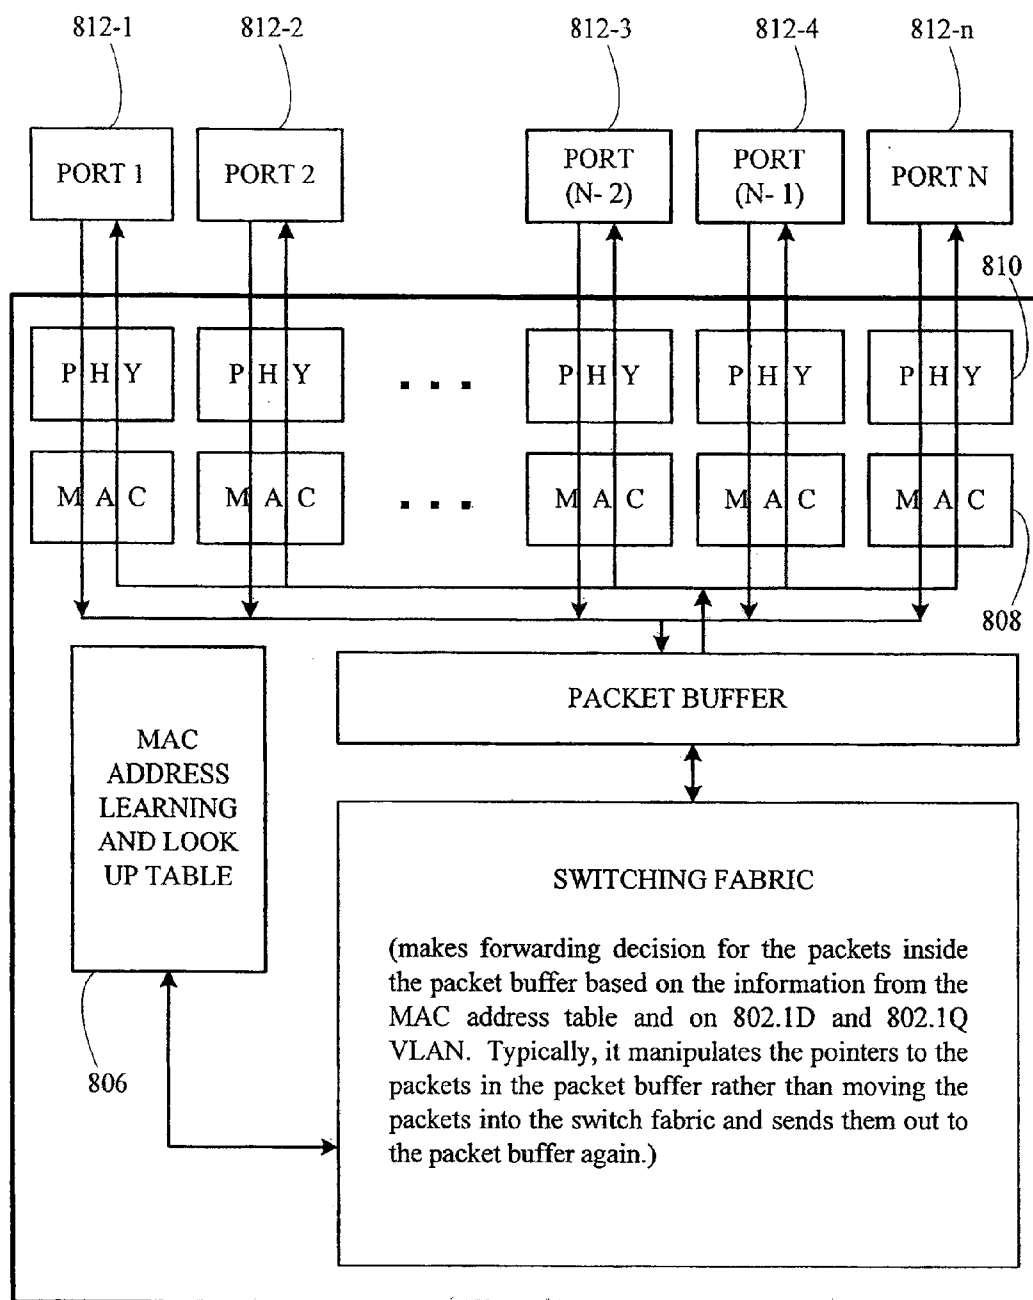 812-1 812-2 812-3 812-4 812-n
PORT 1 PORT 2 PORT (N- 2) PORT (N- 1) PORT N
810
P H Y P H Y . . . P H Y P H Y P H Y
M A C M A C . . . M A C M A C M A C
808
PACKET BUFFER
MAC
ADDRESS
LEARNING
AND LOOK
UP TABLE
806
SWITCHING FABRIC
(makes forwarding decision for the packets inside
the packet buffer based on the information from the
MAC address table and on 802.1D and 802.1Q
VLAN. Typically, it manipulates the pointers to the
packets in the packet buffer rather than moving the
packets into the switch fabric and sends them out to
the packet buffer again.)